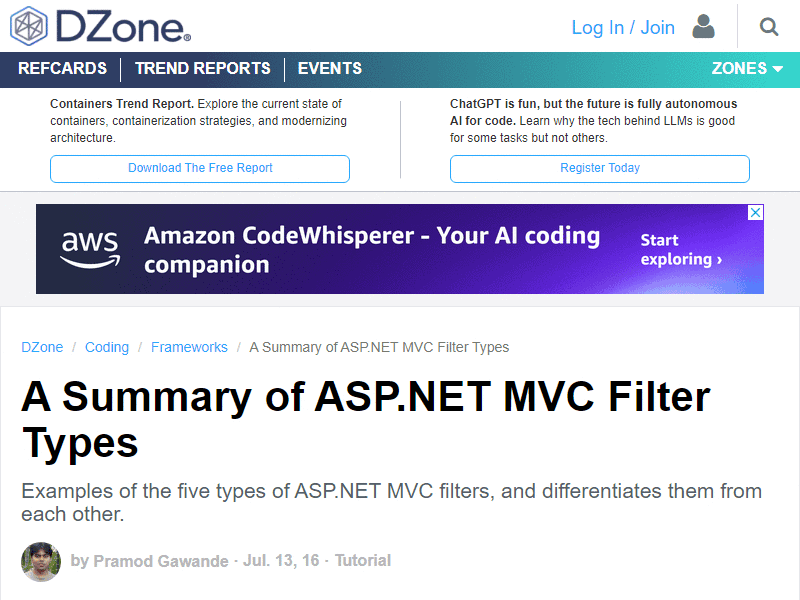 DZone.®
Log In / Join
REFCARDS
TREND REPORTS
EVENTS
ZONES
Containers Trend Report. Explore the current state of
containers, containerization strategies, and modernizing
architecture.
Download The Free Report
ChatGPT is fun, but the future is fully autonomous
AI for code. Learn why the tech behind LLMs is good
for some tasks but not others.
Register Today
aws
Amazon CodeWhisperer - Your AI coding
companion
Start
exploring ›
DZone / Coding / Frameworks / A Summary of ASP.NET MVC Filter Types
A Summary of ASP.NET MVC Filter
Types
Examples of the five types of ASP.NET MVC filters, and differentiates them from
each other.
by Pramod Gawande · Jul. 13, 16 · Tutorial